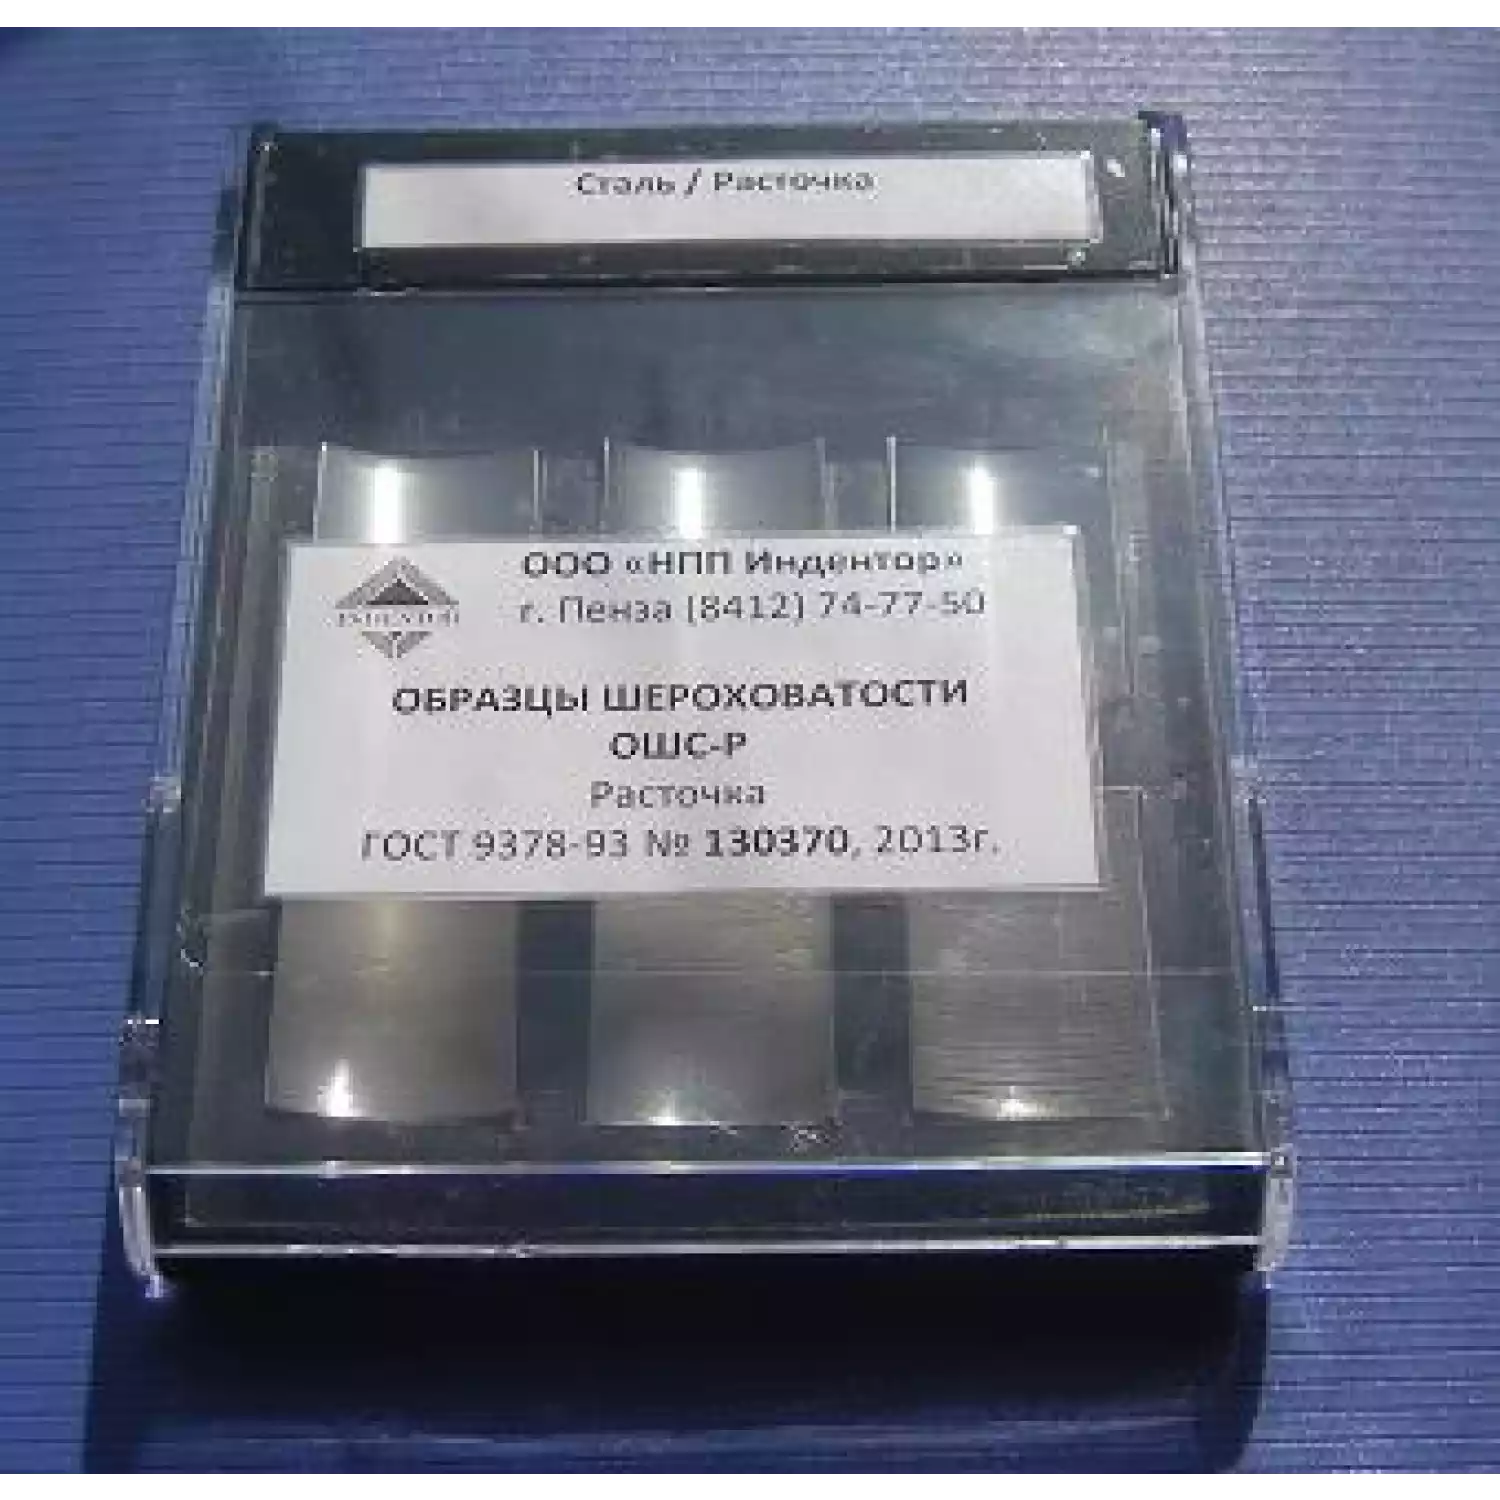 Сталь / Расточка
ООО «НПП Индентор»
г. Пенза (8412) 74-77-50
INDENTOR
ОБРАЗЦЫ ШЕРОХОВАТОСТИ
ОШС-Р
Расточка
ГОСТ 9378-93 № 130370, 2013г.